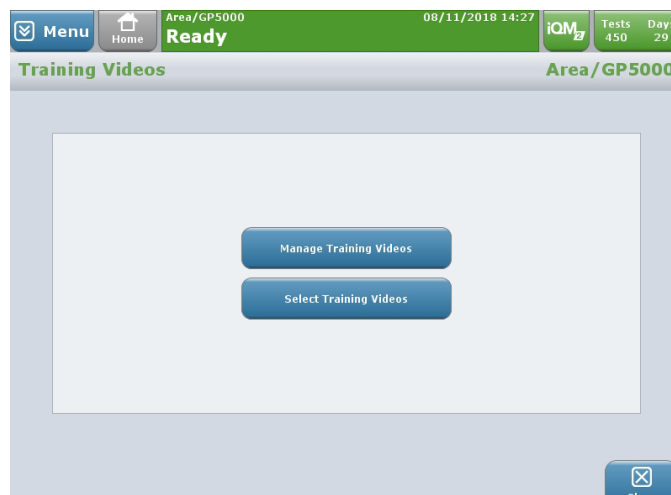 Menu
Home
Area/GP5000
08/11/2018 14:27
Ready
iQM2
Tests
450
29
Training Videos
Area/GP5000
Manage Training Videos
Select Training Videos